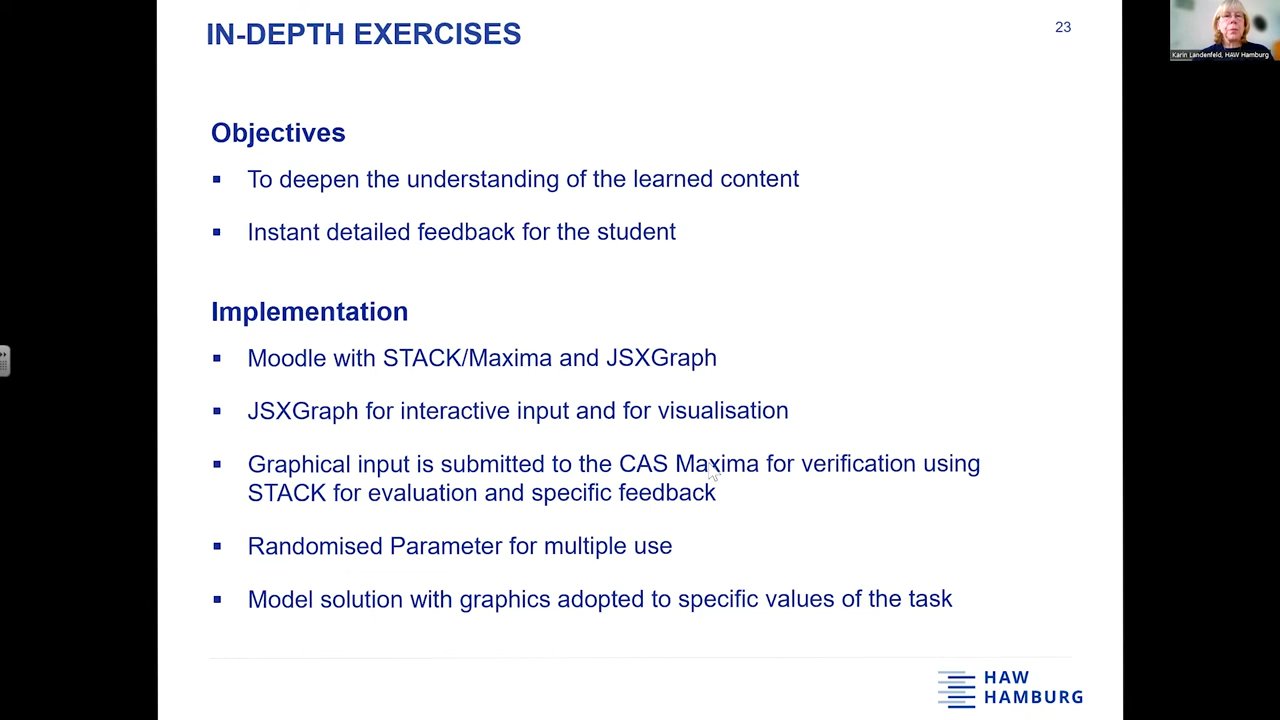 IN-DEPTH EXERCISES
23
Karin Landenfeld, HAW Hamburg
Objectives
▪ To deepen the understanding of the learned content
▪ Instant detailed feedback for the student
Implementation
▪ Moodle with STACK/Maxima and JSXGraph
▪ JSXGraph for interactive input and for visualisation
▪ Graphical input is submitted to the CAS Maxima for verification using
STACK for evaluation and specific feedback
▪ Randomised Parameter for multiple use
▪ Model solution with graphics adopted to specific values of the task
HAW
HAMBURG